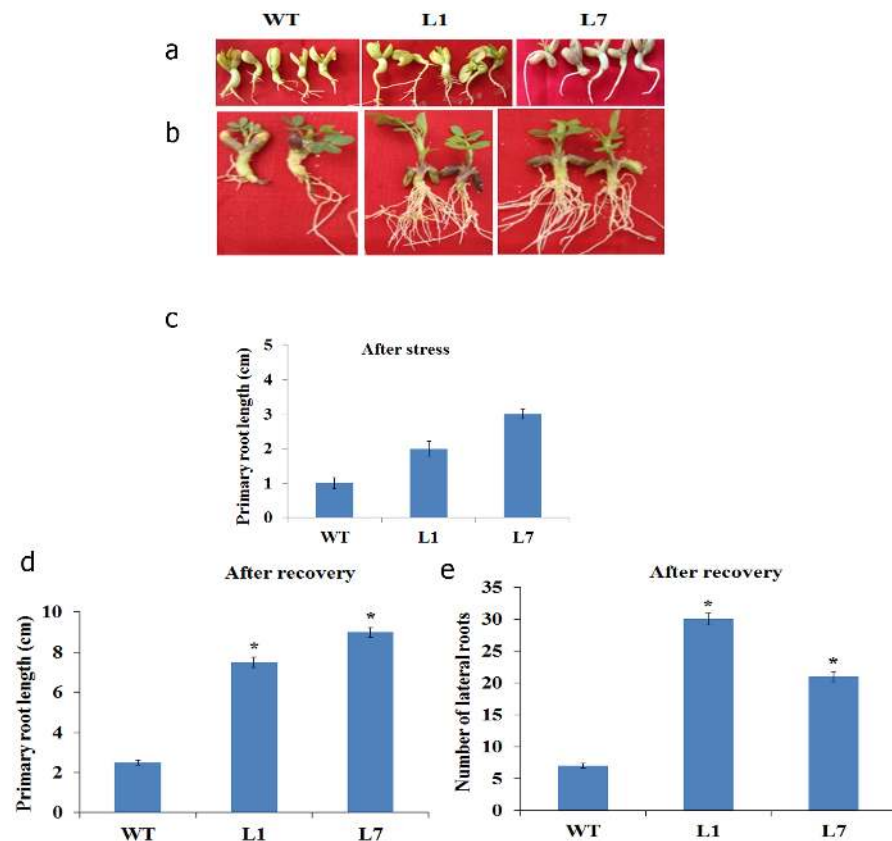 WT L1 L7
a
b
c
After stress
Primary root length (cm)
5
4
3
2
1
0
WT L1 L7
d
After recovery
Primary root length (cm)
10
8
6
4
2
0
*
*
WT L1 L7
e
After recovery
Number of lateral roots
35
30
25
20
15
10
5
0
*
*
WT L1 L7